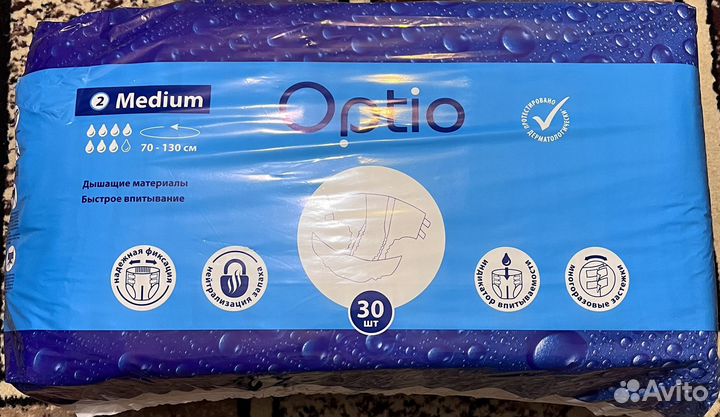 2 Medium
70 - 130 см
Дышащие материалы
Быстрое впитывание
Optio
ПРОТЕСТИРОВАНО
ДЕРМАТОЛОГИЧЕСКИ
надежная фиксация
нейтрализация запаха
30
шт
индикатор впитываемости
многоразовые застежки
Avito